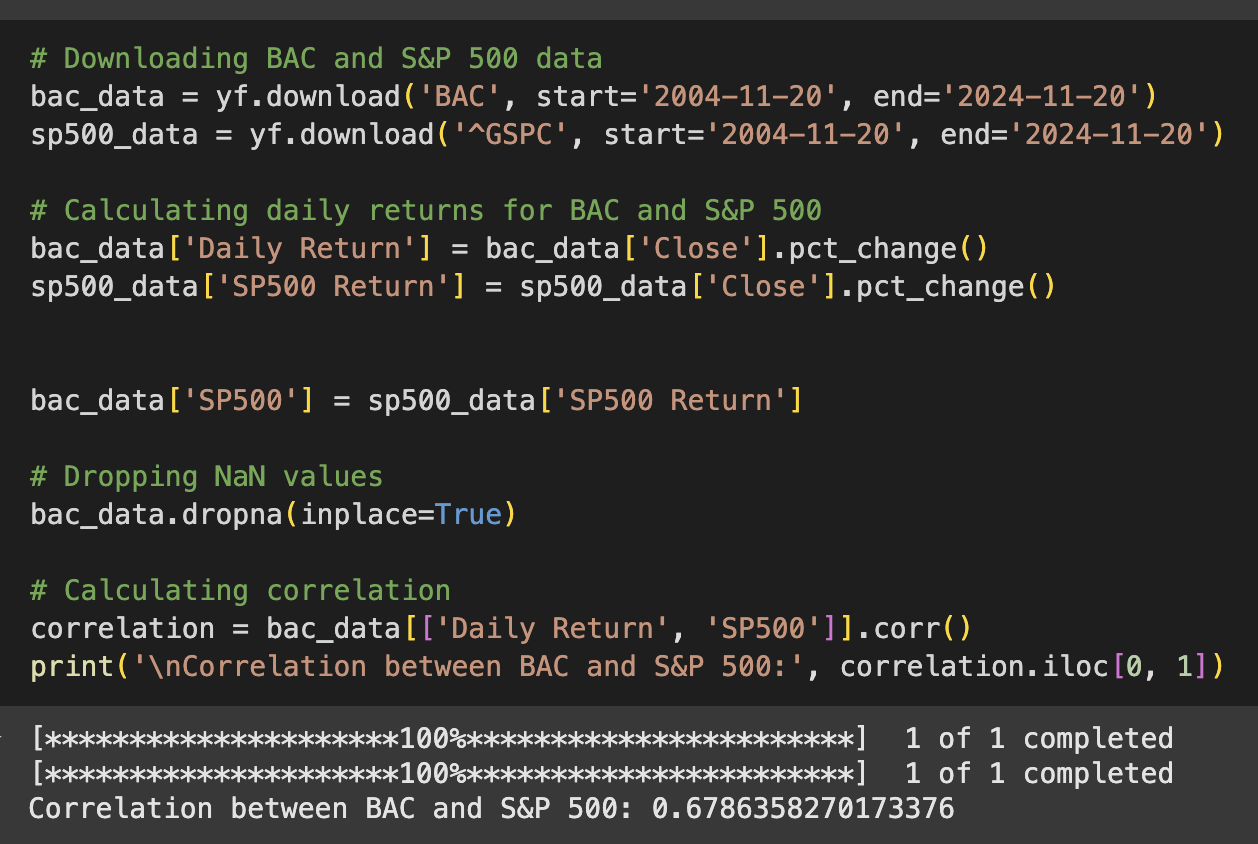 # Downloading BAC and S&P 500 data
bac_data = yf.download('BAC', start='2004-11-20', end='2024-11-20')
sp500_data = yf.download('^GSPC', start='2004-11-20', end='2024-11-20')
# Calculating daily returns for BAC and S&P 500
bac_data['Daily Return'] = bac_data['Close'].pct_change()
sp500_data['SP500 Return'] = sp500_data['Close'].pct_change()
bac_data['SP500'] = sp500_data['SP500 Return']
# Dropping NaN values
bac_data.dropna(inplace=True)
# Calculating correlation
correlation = bac_data[['Daily Return', 'SP500']].corr()
print('\nCorrelation between BAC and S&P 500:', correlation.iloc[0, 1])
[*********************100%***********************]  1 of 1 completed
[*********************100%***********************]  1 of 1 completed
Correlation between BAC and S&P 500: 0.6786358270173376